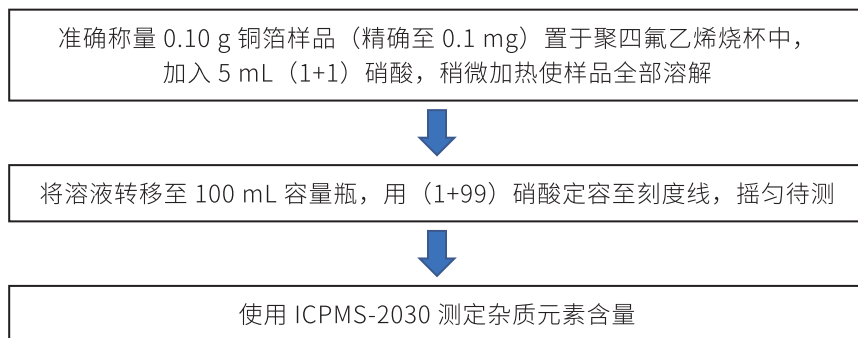 准确称量 0.10 g 铜箔样品（精确至 0.1 mg）置于聚四氟乙烯烧杯中，
加入 5 mL（1+1）硝酸，稍微加热使样品全部溶解
将溶液转移至 100 mL 容量瓶，用（1+99）硝酸定容至刻度线，摇匀待测
使用 ICPMS-2030 测定杂质元素含量